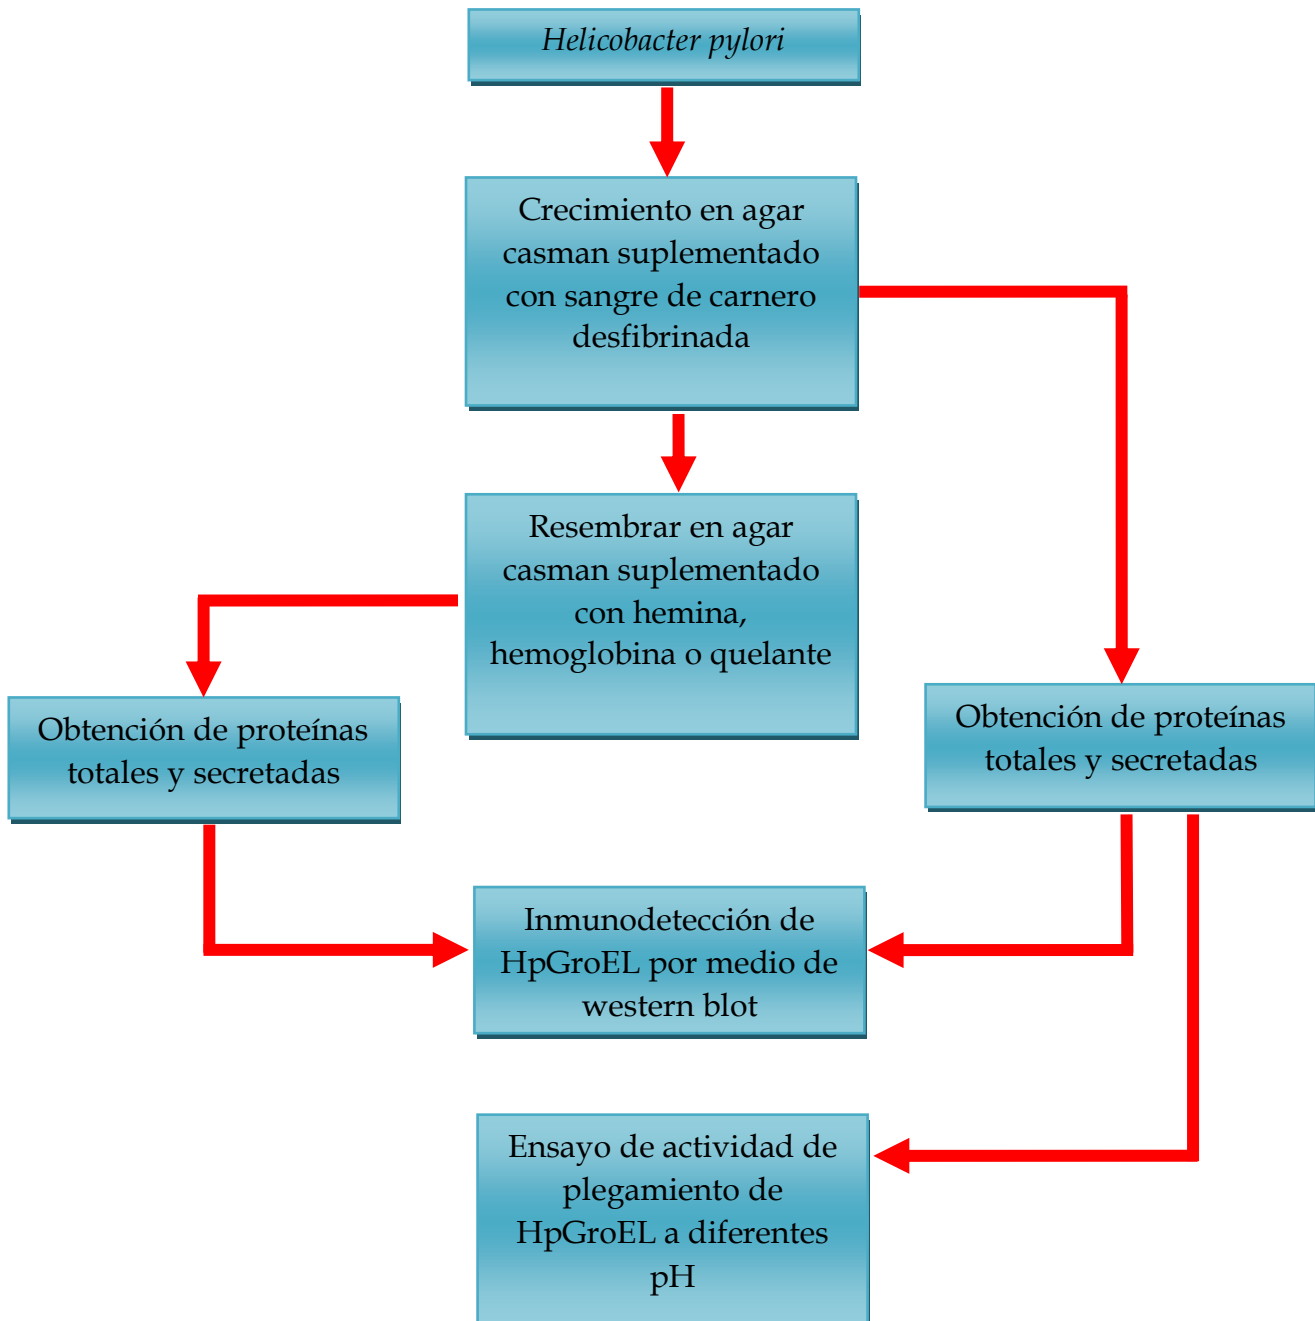 Helicobacter pylori
Crecimiento en agar
casman suplementado
con sangre de carnero
desfibrinada
Resembrar en agar
casman suplementado
con hemina,
hemoglobina o quelante
Obtención de proteínas
totales y secretadas
Obtención de proteínas
totales y secretadas
Inmunodetección de
HpGroEL por medio de
western blot
Ensayo de actividad de
plegamiento de
HpGroEL a diferentes
pH